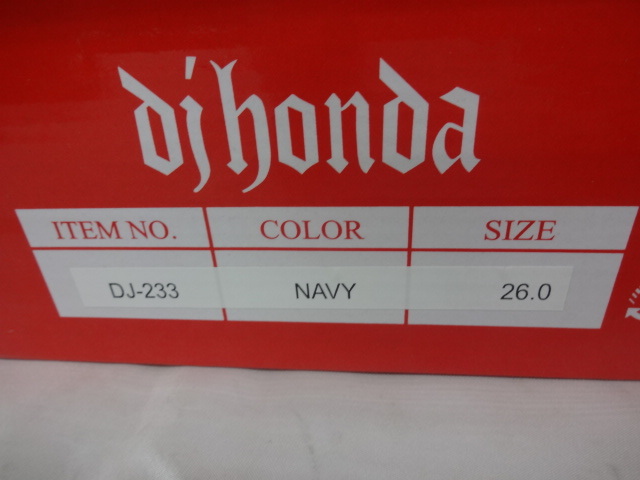 dj honda
ITEM NO. COLOR SIZE
DJ-233 NAVY 26.0